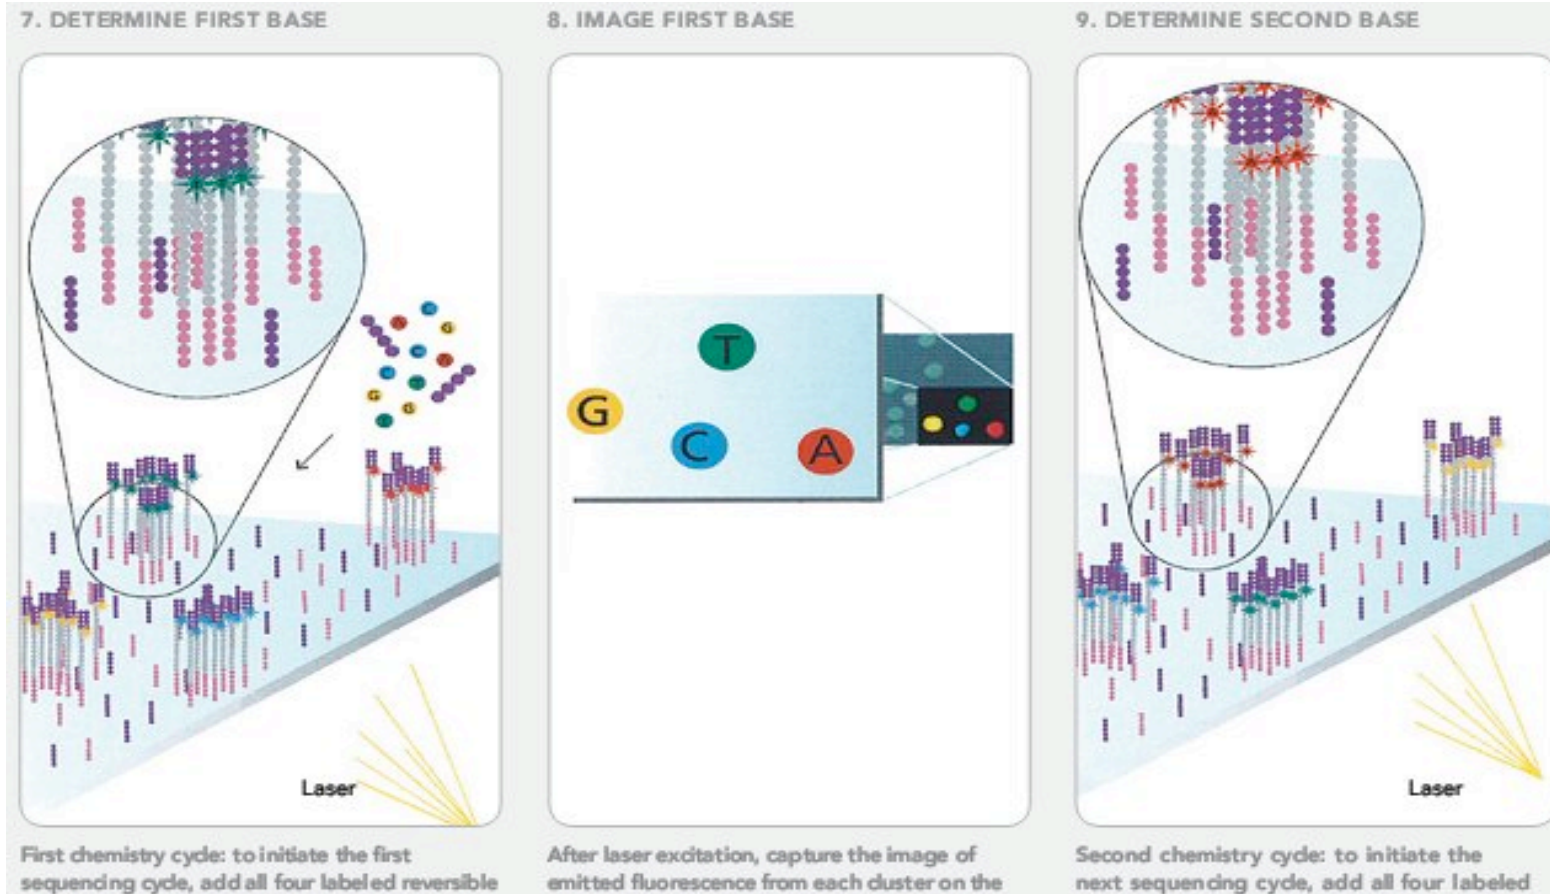 7. DETERMINE FIRST BASE
8. IMAGE FIRST BASE
9. DETERMINE SECOND BASE
C
A
G
C
A
C
T
G
G
T
Laser
T
G
C
A
Laser
First chemistry cycle: to initiate the first
sequencing cycle, add all four labeled reversible
After laser excitation, capture the image of
emitted fluorescence from each cluster on the
Second chemistry cycle: to initiate the
next sequencing cycle, add all four labeled